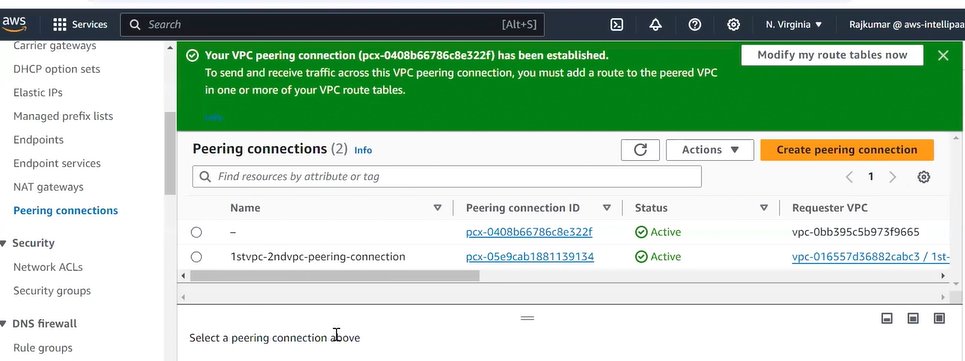 aws
Services
Search
[Alt+S]
N. Virginia
Rajkumar @ aws-intellipaa
Carrier gateways
DHCP option sets
Elastic IPs
Managed prefix lists
Endpoints
Endpoint services
NAT gateways
Peering connections
Security
Network ACLs
Security groups
DNS firewall
Rule groups
Your VPC peering connection (pcx-0408b66786c8e322f) has been established.
To send and receive traffic across this VPC peering connection, you must add a route to the peered VPC
in one or more of your VPC route tables.
Info
Modify my route tables now
Peering connections (2) Info
Actions
Create peering connection
Find resources by attribute or tag
1
Name Peering connection ID Status Requester VPC
– pcx-0408b66786c8e322f Active vpc-0bb395c5b973f9665
1stvpc-2ndvpc-peering-connection pcx-05e9cab1881139134 Active vpc-016557d36882cabc3 / 1st-
Select a peering connection above